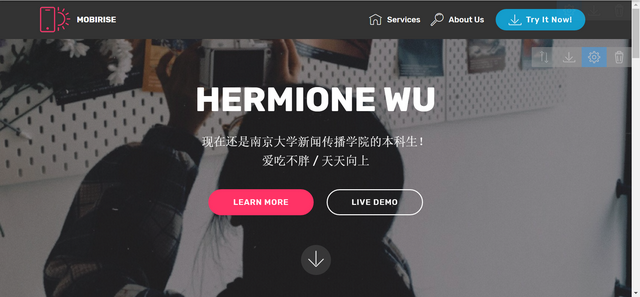 MOBIRISE
Services
About Us
Try It Now!
HERMIONE WU
现在还是南京大学新闻传播学院的本科生！
爱吃不胖 / 天天向上
LEARN MORE
LIVE DEMO